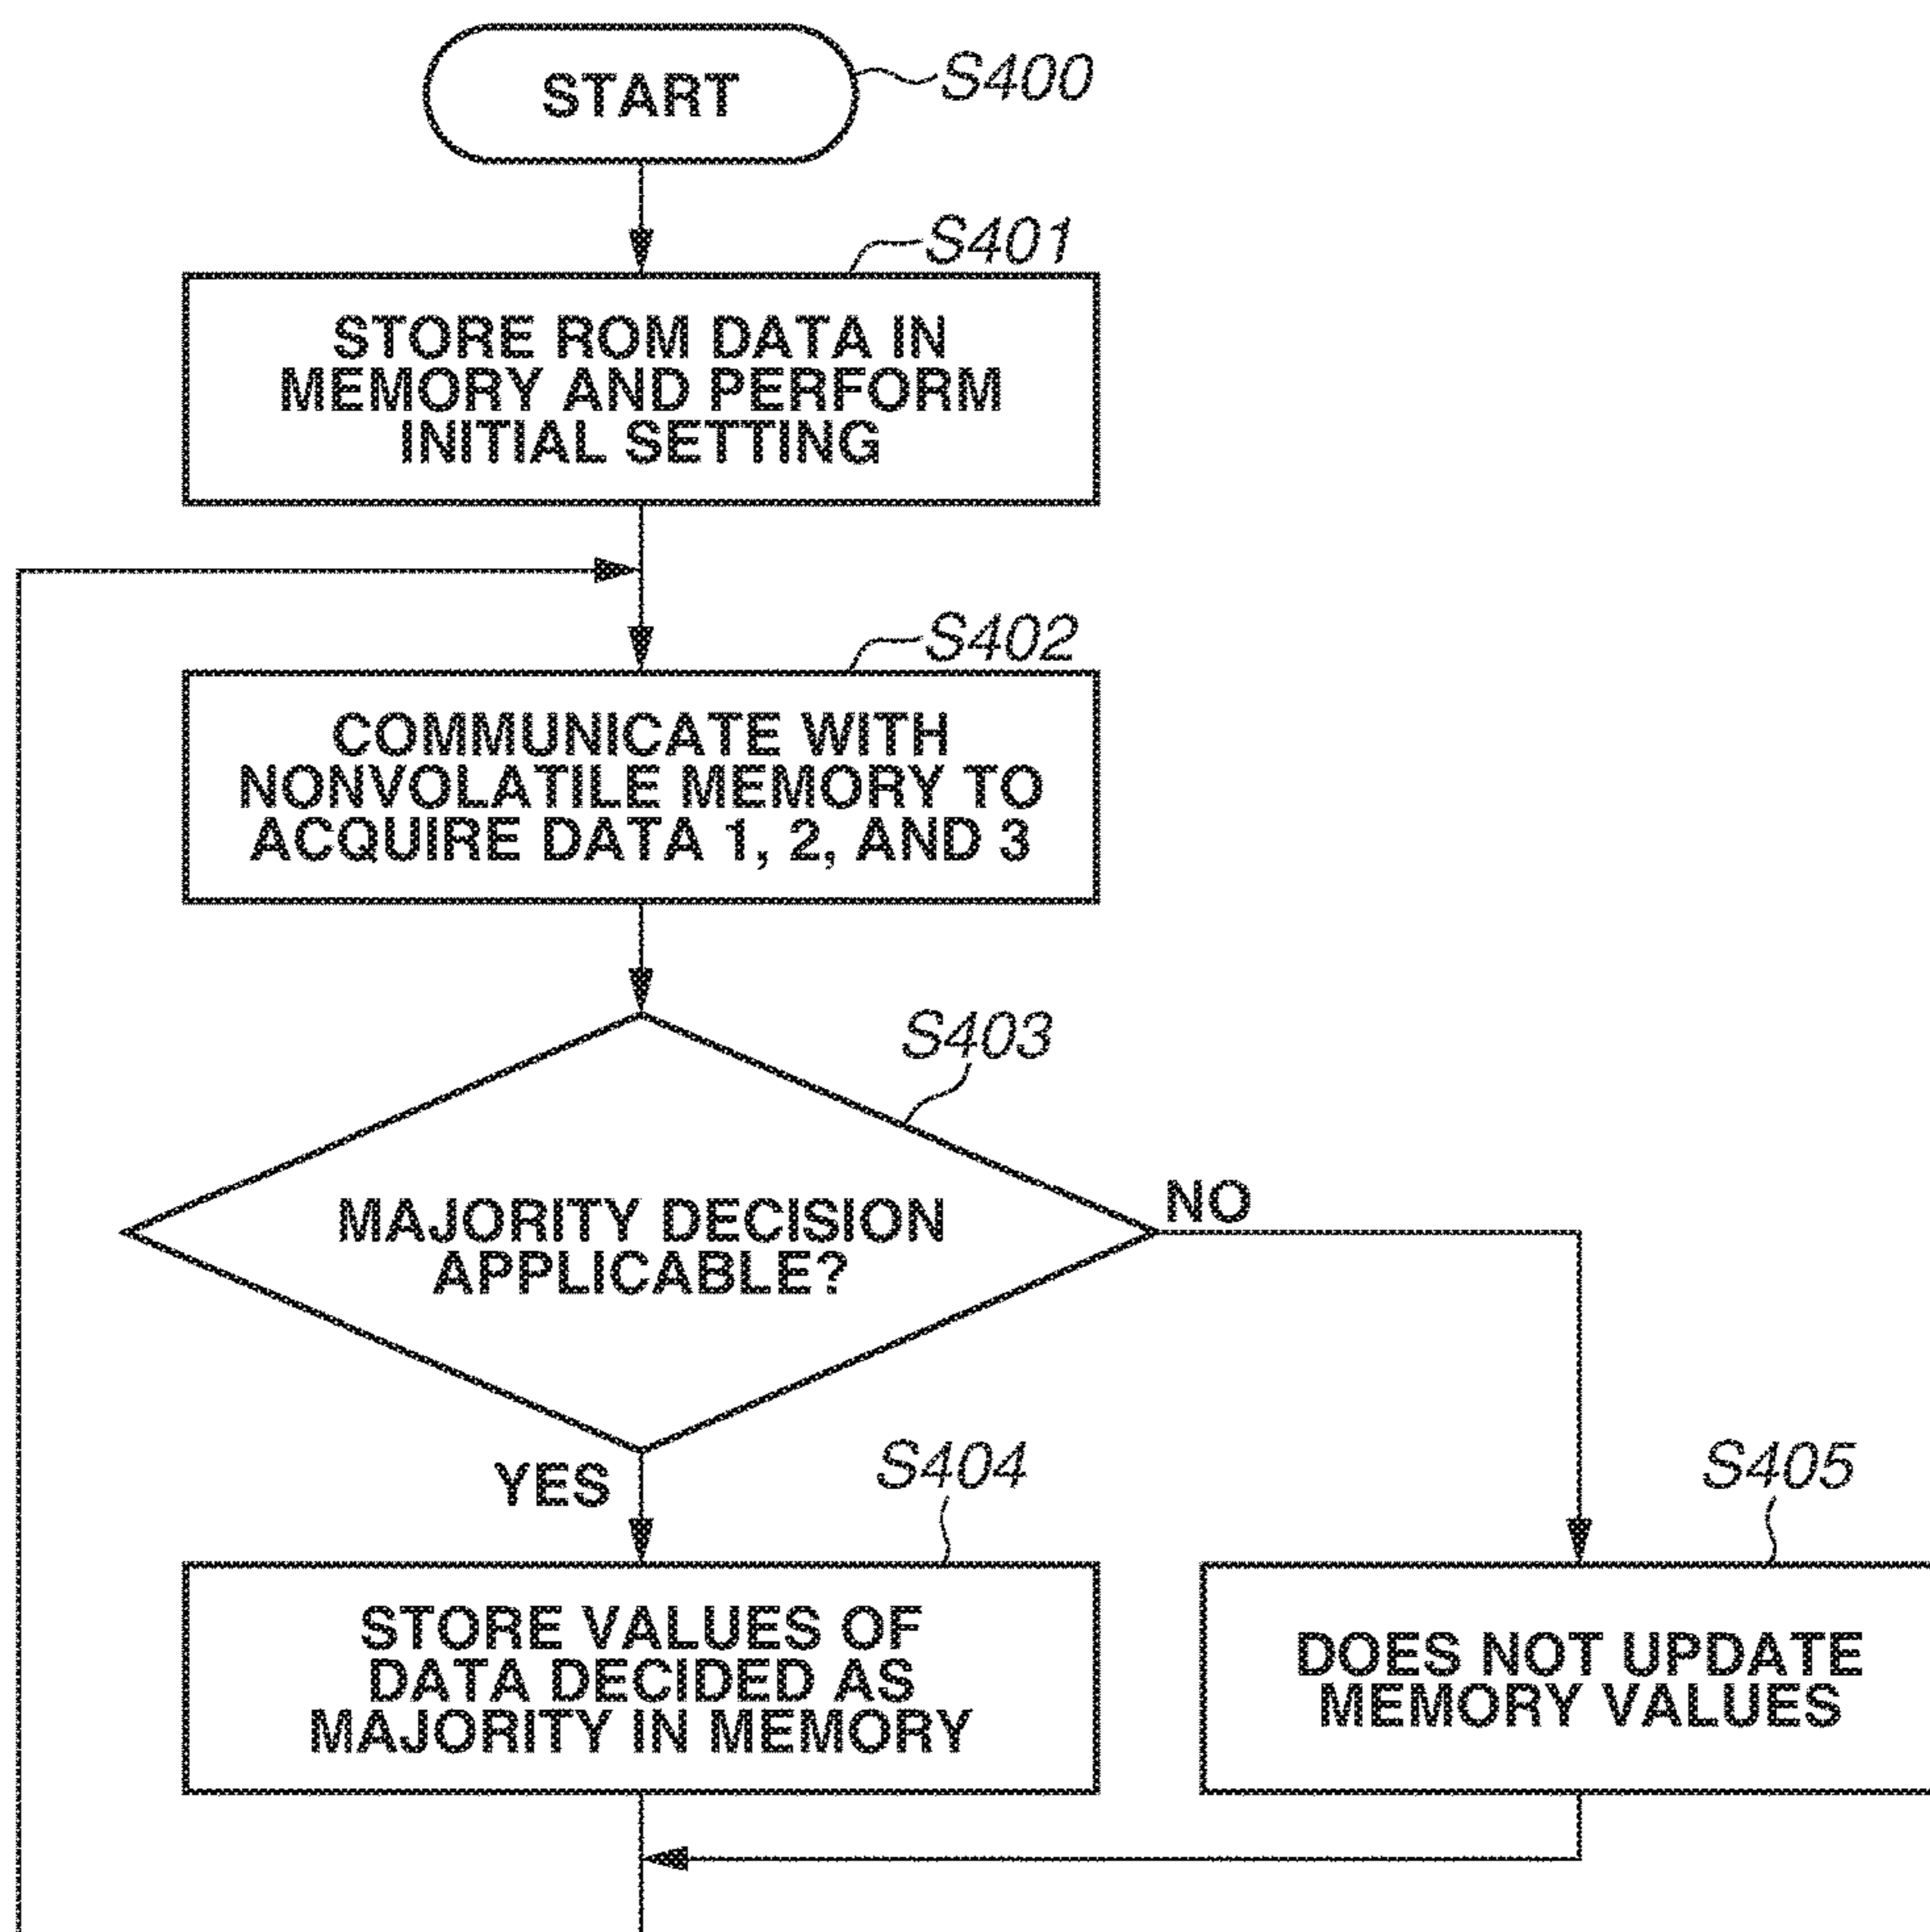 START
S400
S401
STORE ROM DATA IN
MEMORY AND PERFORM
INITIAL SETTING
S402
COMMUNICATE WITH
NONVOLATILE MEMORY TO
ACQUIRE DATA 1, 2, AND 3
S403
MAJORITY DECISION
APPLICABLE?
NO
YES
S404
STORE VALUES OF
DATA DECIDED AS
MAJORITY IN MEMORY
S405
DOES NOT UPDATE
MEMORY VALUES